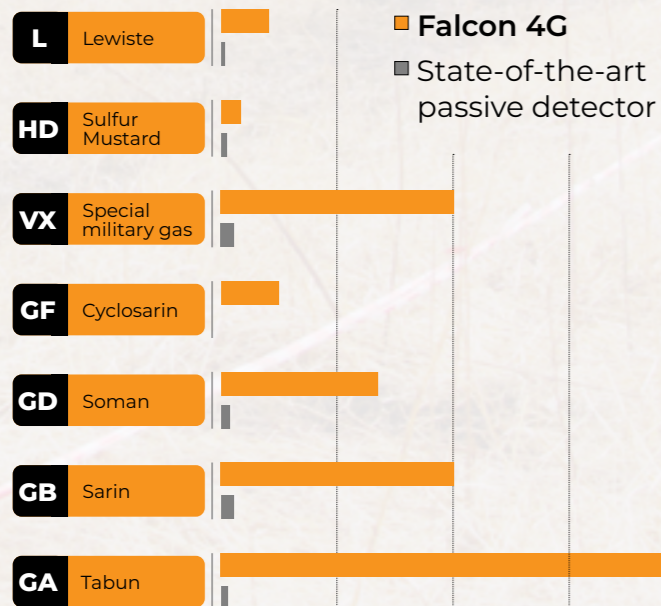 L
Lewiste
Falcon 4G
State-of-the-art
passive detector
HD
Sulfur
Mustard
VX
Special
military gas
GF
Cyclosarin
GD
Soman
GB
Sarin
GA
Tabun